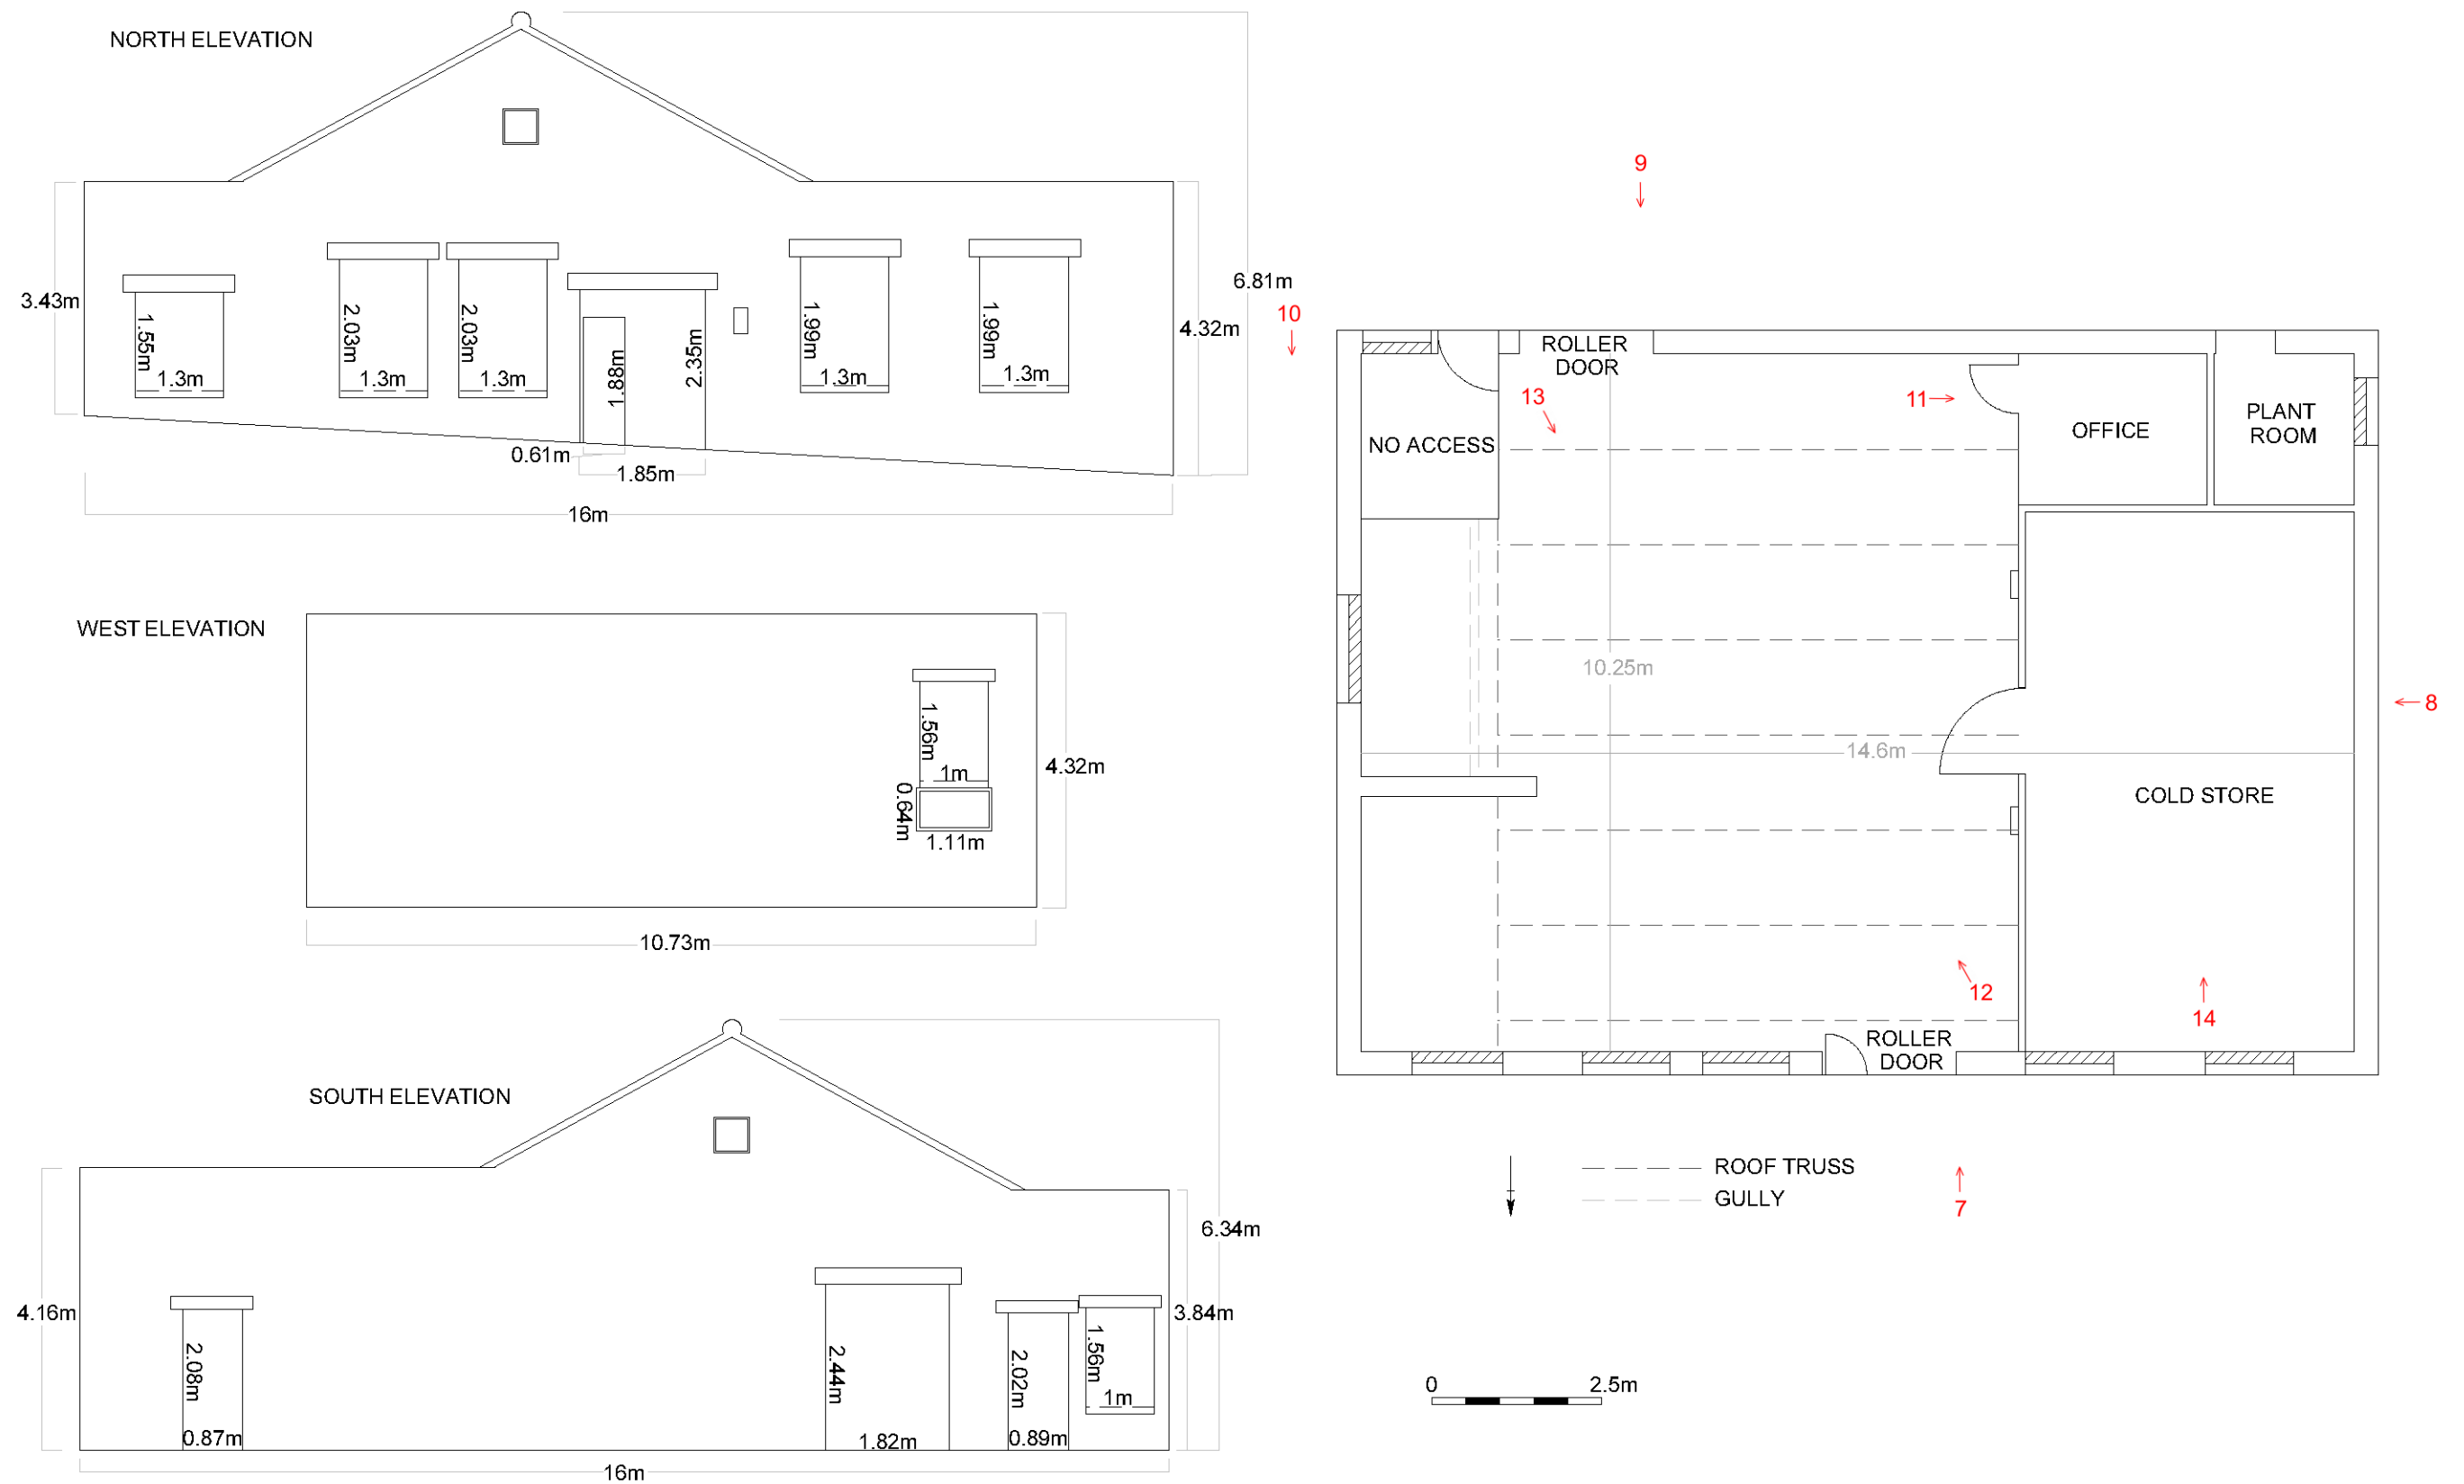 NORTH ELEVATION
3.43m
1.55m
1.3m
2.03m
1.3m
2.03m
1.3m
1.88m
2.35m
0.61m
1.85m
1.99m
1.3m
1.99m
1.3m
4.32m
6.81m
16m
WEST ELEVATION
1.56m
1m
0.64m
1.11m
4.32m
10.73m
SOUTH ELEVATION
4.16m
2.08m
0.87m
2.44m
1.82m
2.02m
0.89m
1.56m
1m
3.84m
6.34m
16m
9
10
ROLLER
DOOR
13
11
NO ACCESS
OFFICE
PLANT
ROOM
10.25m
8
14.6m
COLD STORE
12
14
ROLLER
DOOR
ROOF TRUSS
GULLY
7
0
2.5m